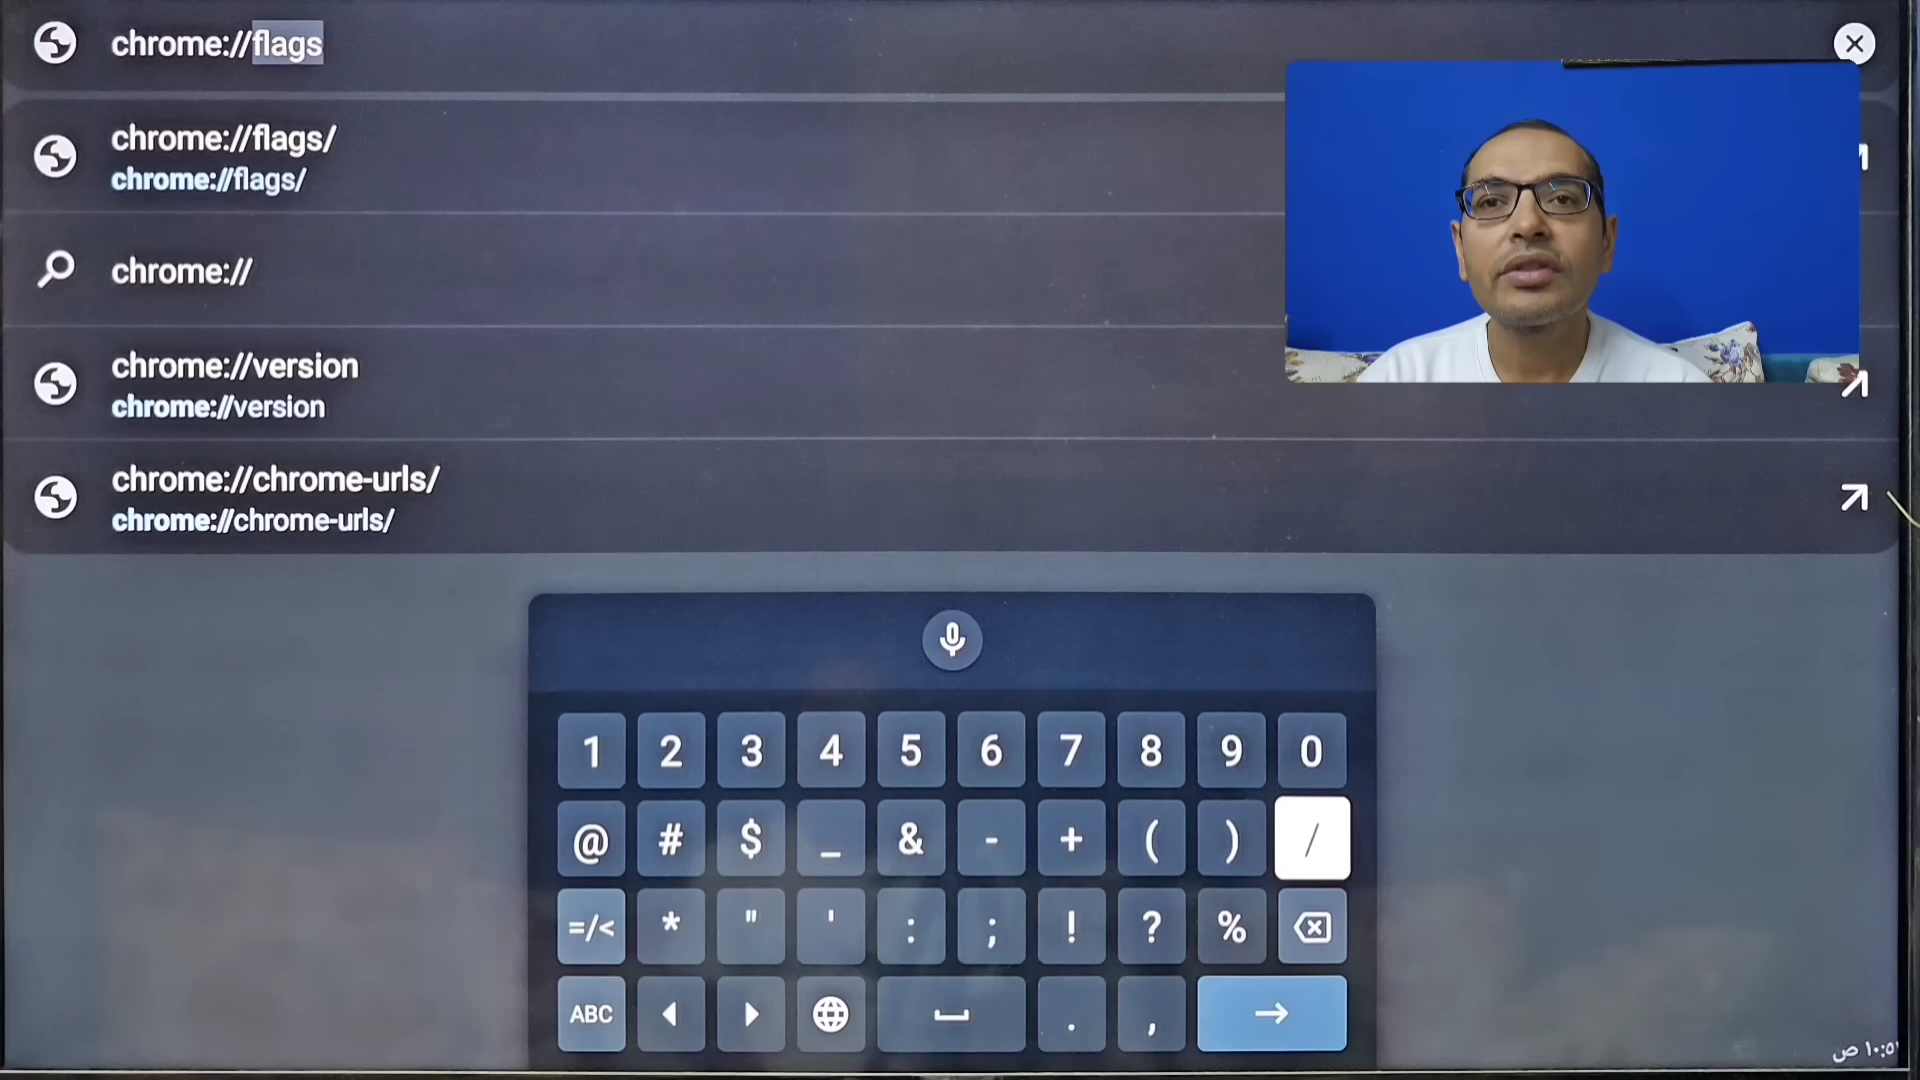 chrome://flags
chrome://flags/
chrome://flags/
chrome://
chrome://version
chrome://version
chrome://chrome-urls/
chrome://chrome-urls/
1 2 3 4 5 6 7 8 9 0
@ # $ _ & - + ( ) /
=/< * " ' : ; ! ? %
ABC . ,
ص